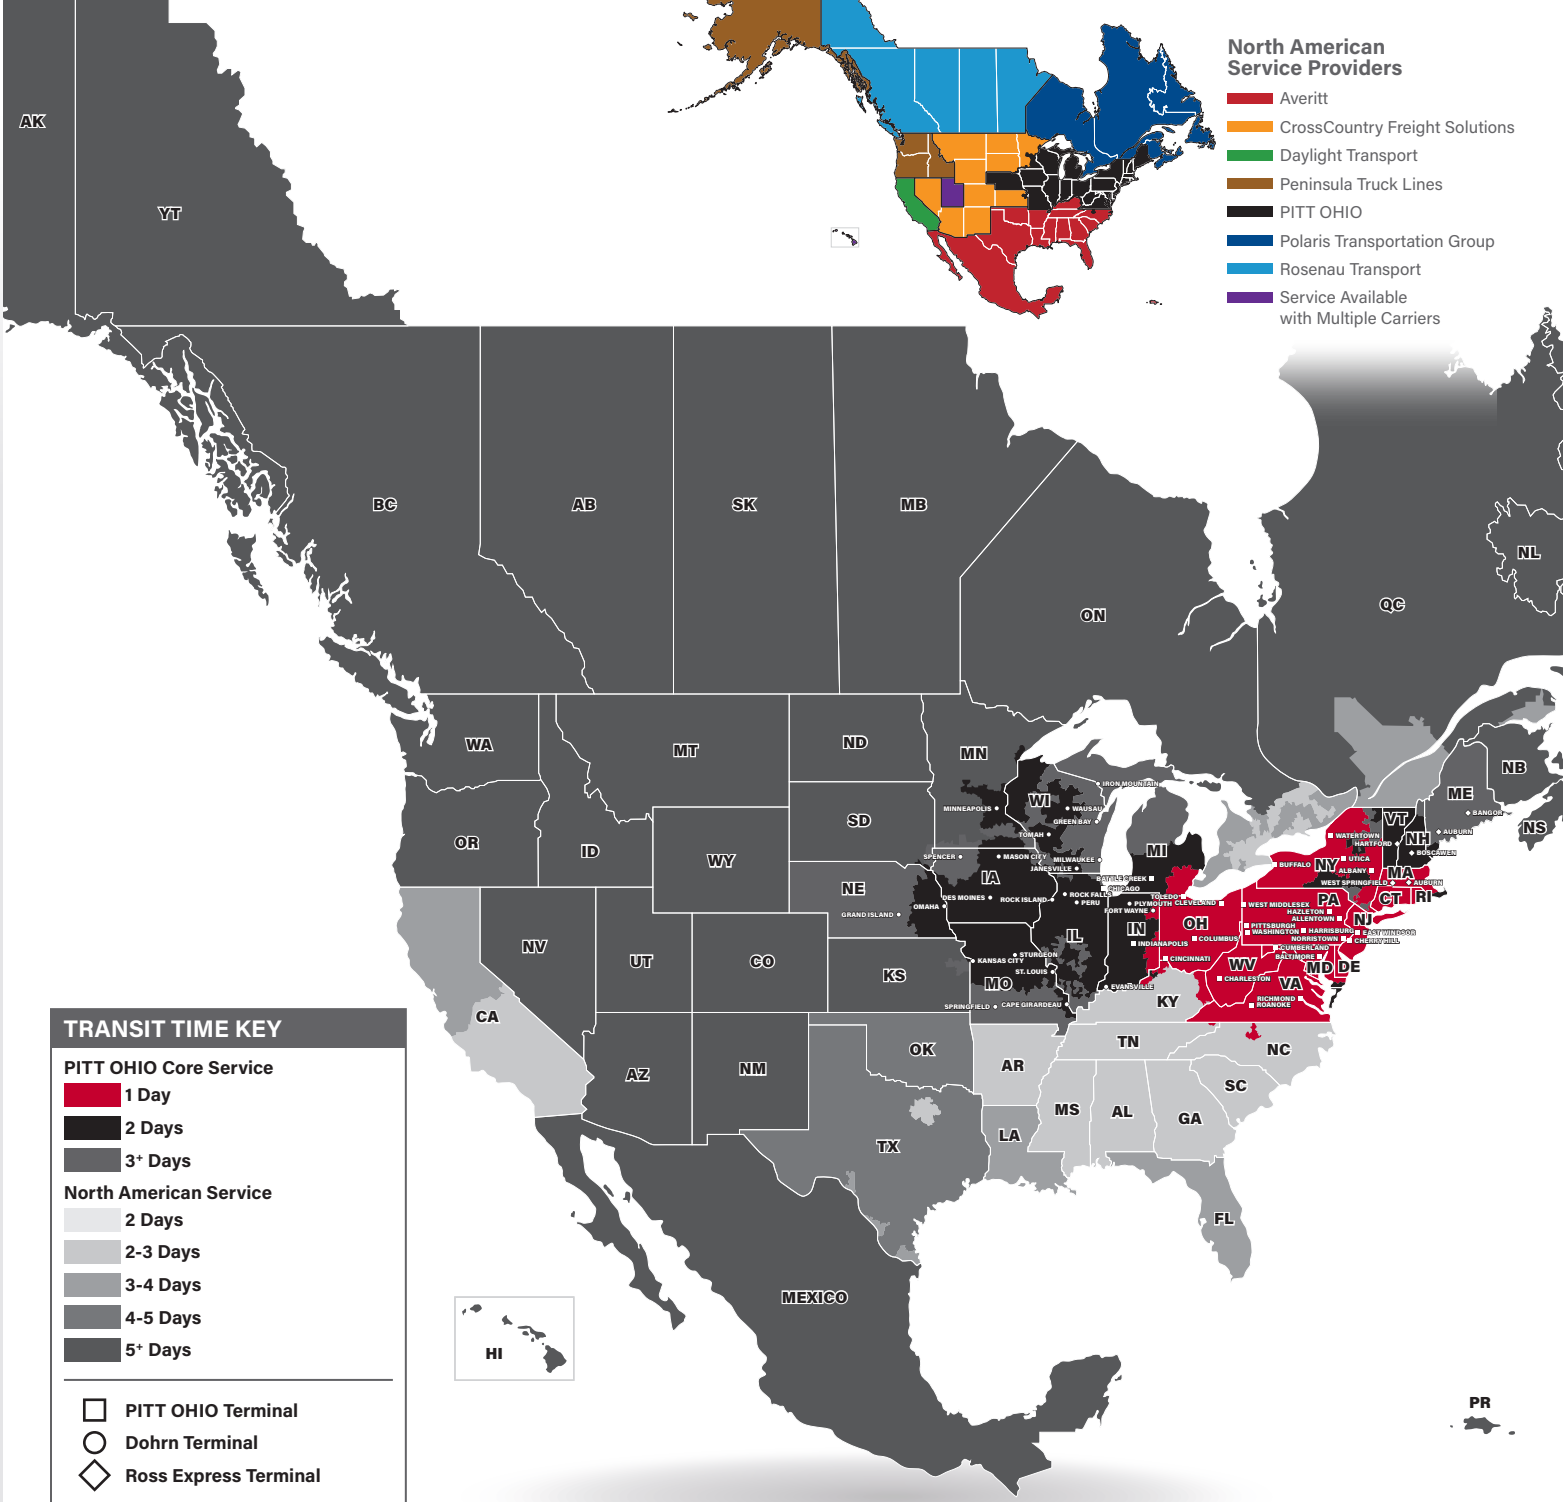 North American
Service Providers
Averitt
CrossCountry Freight Solutions
Daylight Transport
Peninsula Truck Lines
PITT OHIO
Polaris Transportation Group
Rosenau Transport
Service Available
with Multiple Carriers
AK
YT
BC
AB
SK
MB
ON
QC
NL
NB
NS
WA
MT
ND
MN
OR
ID
WY
SD
NE
NV
UT
CO
KS
CA
AZ
NM
OK
TX
AR
LA
MS
AL
GA
FL
TN
KY
NC
SC
WI
MI
IA
IL
IN
MO
OH
WV
VA
PA
NY
VT
NH
ME
MA
CT
RI
NJ
MD
DE
MEXICO
HI
PR
IRON MOUNTAIN
MINNEAPOLIS
WAUSAU
GREEN BAY
TOMAH
SPENCER
MASON CITY
MILWAUKEE
JANESVILLE
BATTLE CREEK
CHICAGO
DES MOINES
ROCK ISLAND
ROCK FALLS
PERU
OMAHA
GRAND ISLAND
PLYMOUTH
FORT WAYNE
TOLEDO
CLEVELAND
INDIANAPOLIS
COLUMBUS
CINCINNATI
STURGEON
KANSAS CITY
ST. LOUIS
EVANSVILLE
SPRINGFIELD
CAPE GIRARDEAU
WATERTOWN
HARTFORD
BUFFALO
UTICA
ALBANY
WEST SPRINGFIELD
AUBURN
BANGOR
AUBURN
BOSCAWEN
WEST MIDDLESEX
HAZLETON
ALLENTOWN
PITTSBURGH
WASHINGTON
HARRISBURG
NORRISTOWN
EAST WINDSOR
CHERRY HILL
CUMBERLAND
BALTIMORE
CHARLESTON
RICHMOND
ROANOKE
TRANSIT TIME KEY
PITT OHIO Core Service
1 Day
2 Days
3+ Days
North American Service
2 Days
2-3 Days
3-4 Days
4-5 Days
5+ Days
PITT OHIO Terminal
Dohrn Terminal
Ross Express Terminal